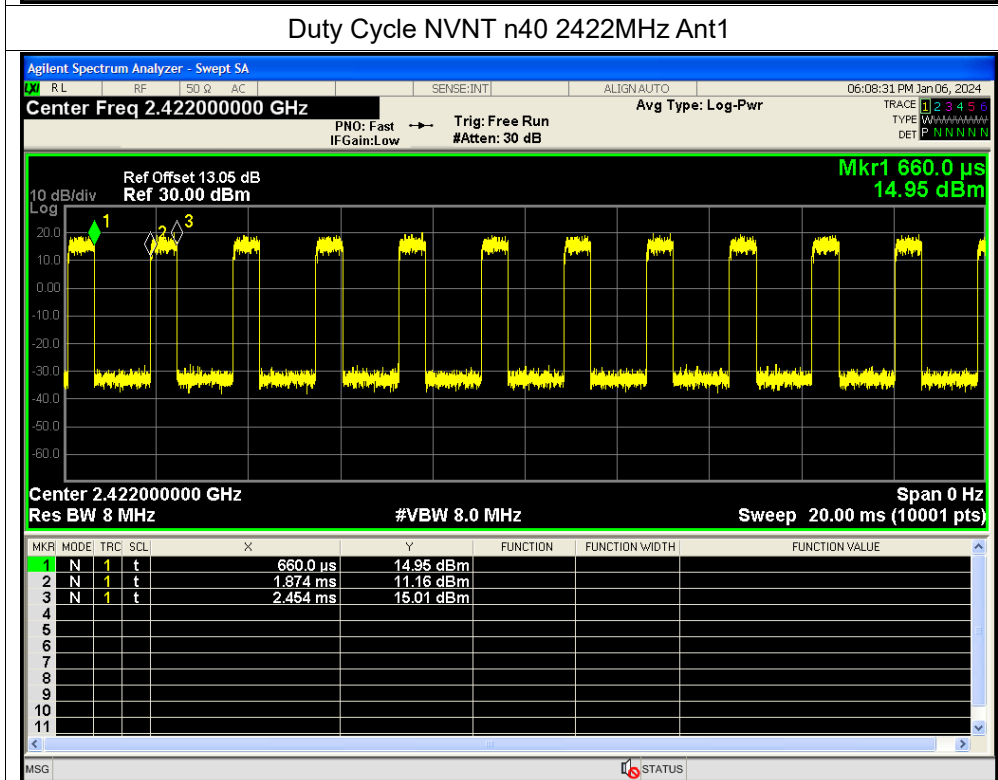 Duty Cycle NVNT n40 2422MHz Ant1
Agilent Spectrum Analyzer - Swept SA
LXI RL RF 50 Ω AC SENSE:INT ALIGN AUTO 06:08:31 PM Jan 06, 2024
Center Freq 2.422000000 GHz Avg Type: Log-Pwr TRACE 1 2 3 4 5 6
PNO: Fast Trig: Free Run TYPE WWWWWW
IFGain:Low #Atten: 30 dB DET P N N N N N
Mkr1 660.0 µs
14.95 dBm
Ref Offset 13.05 dB
10 dB/div Ref 30.00 dBm
Log
1 2 3
20.0
10.0
0.00
-10.0
-20.0
-30.0
-40.0
-50.0
-60.0
Center 2.422000000 GHz Span 0 Hz
Res BW 8 MHz #VBW 8.0 MHz Sweep 20.00 ms (10001 pts)
MKR MODE TRC SCL X Y FUNCTION FUNCTION WIDTH FUNCTION VALUE
1 N 1 t 660.0 µs 14.95 dBm
2 N 1 t 1.874 ms 11.16 dBm
3 N 1 t 2.454 ms 15.01 dBm
4
5
6
7
8
9
10
11
MSG STATUS